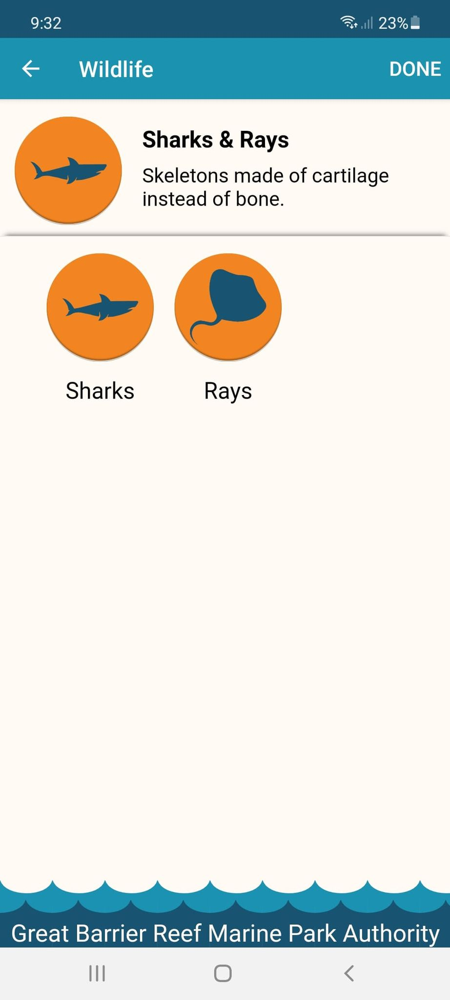 9:32
23%
Wildlife
DONE
Sharks & Rays
Skeletons made of cartilage
instead of bone.
Sharks
Rays
Great Barrier Reef Marine Park Authority